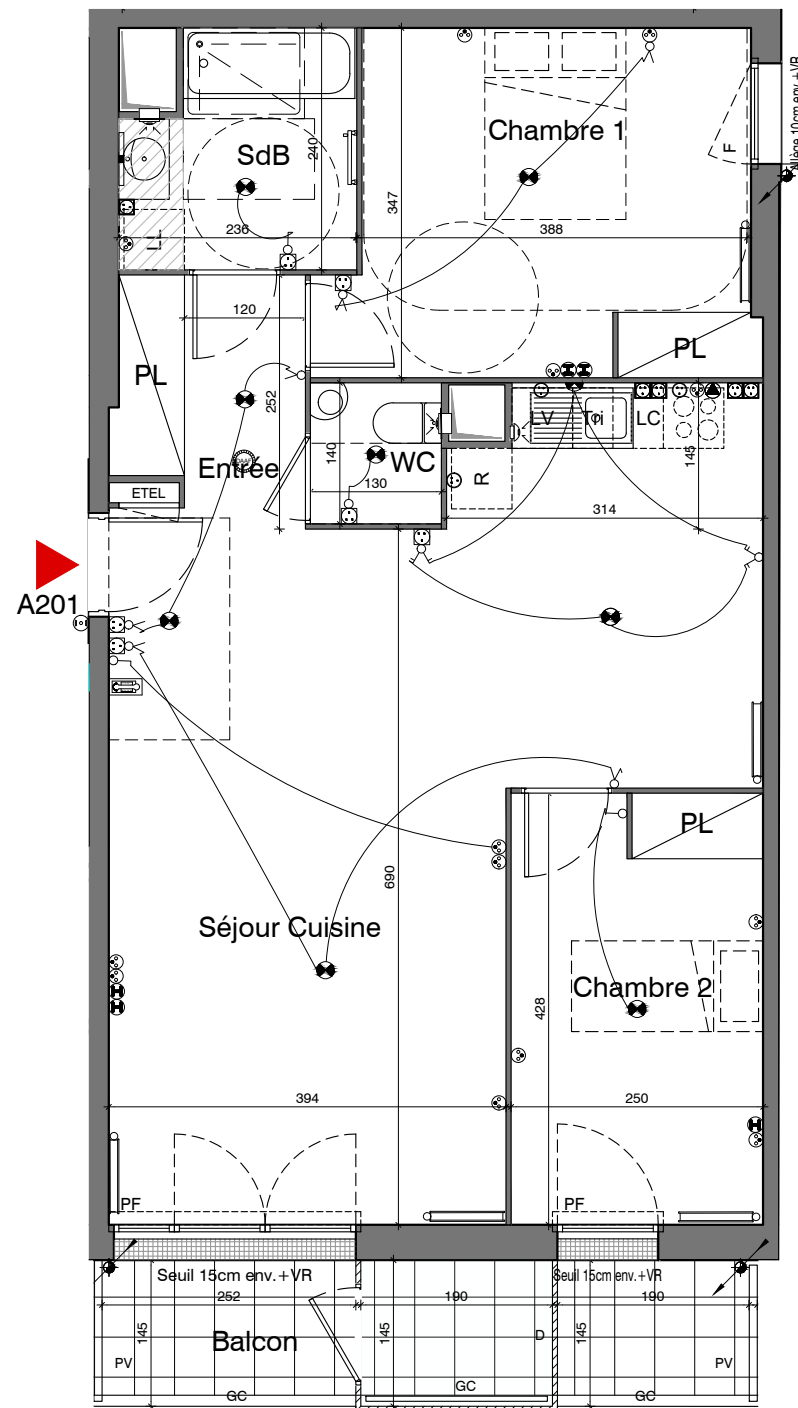 Allège 10cm env.+VR
Chambre 1
F
SdB
240
347
236
388
LL
120
PL
PL
252
LV
LC
Entrée
140
WC
145
130
R
314
ETEL
A201
PL
690
Séjour Cuisine
Chambre 2
428
394
250
PF
PF
Seuil 15cm env.+VR
Seuil 15cm env.+VR
252
190
190
145
Balcon
145
D
145
PV
PV
GC
GC
GC